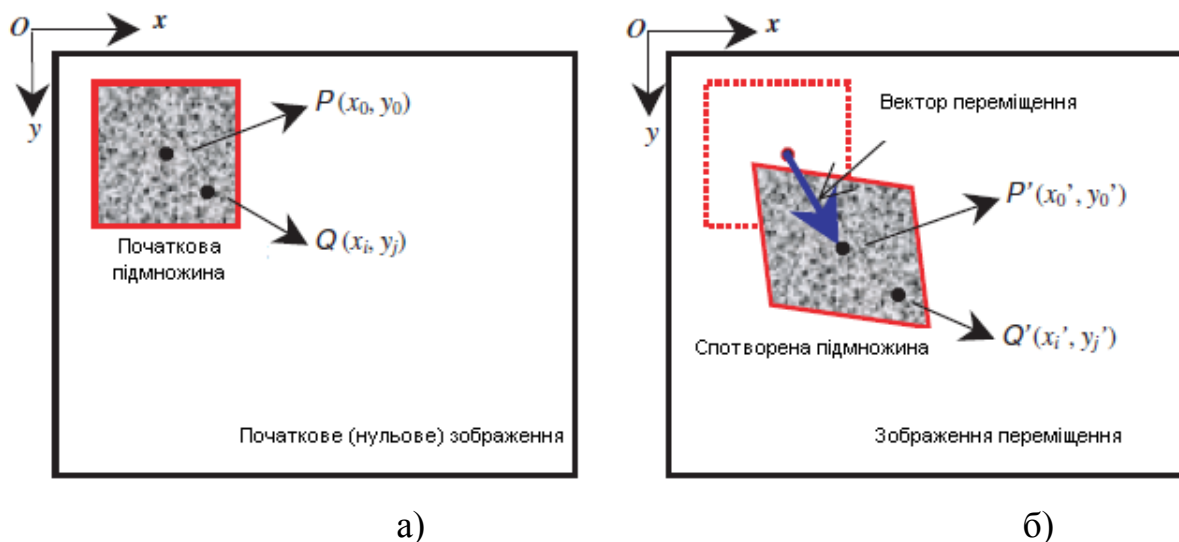 O x
y
P (x₀, y₀)
Q (xᵢ, yⱼ)
Початкова
підмножина
Початкове (нульове) зображення
а)
O x
y
Вектор переміщення
P’(x₀’, y₀’)
Q’(xᵢ’, yⱼ’)
Спотворена підмножина
Зображення переміщення
б)